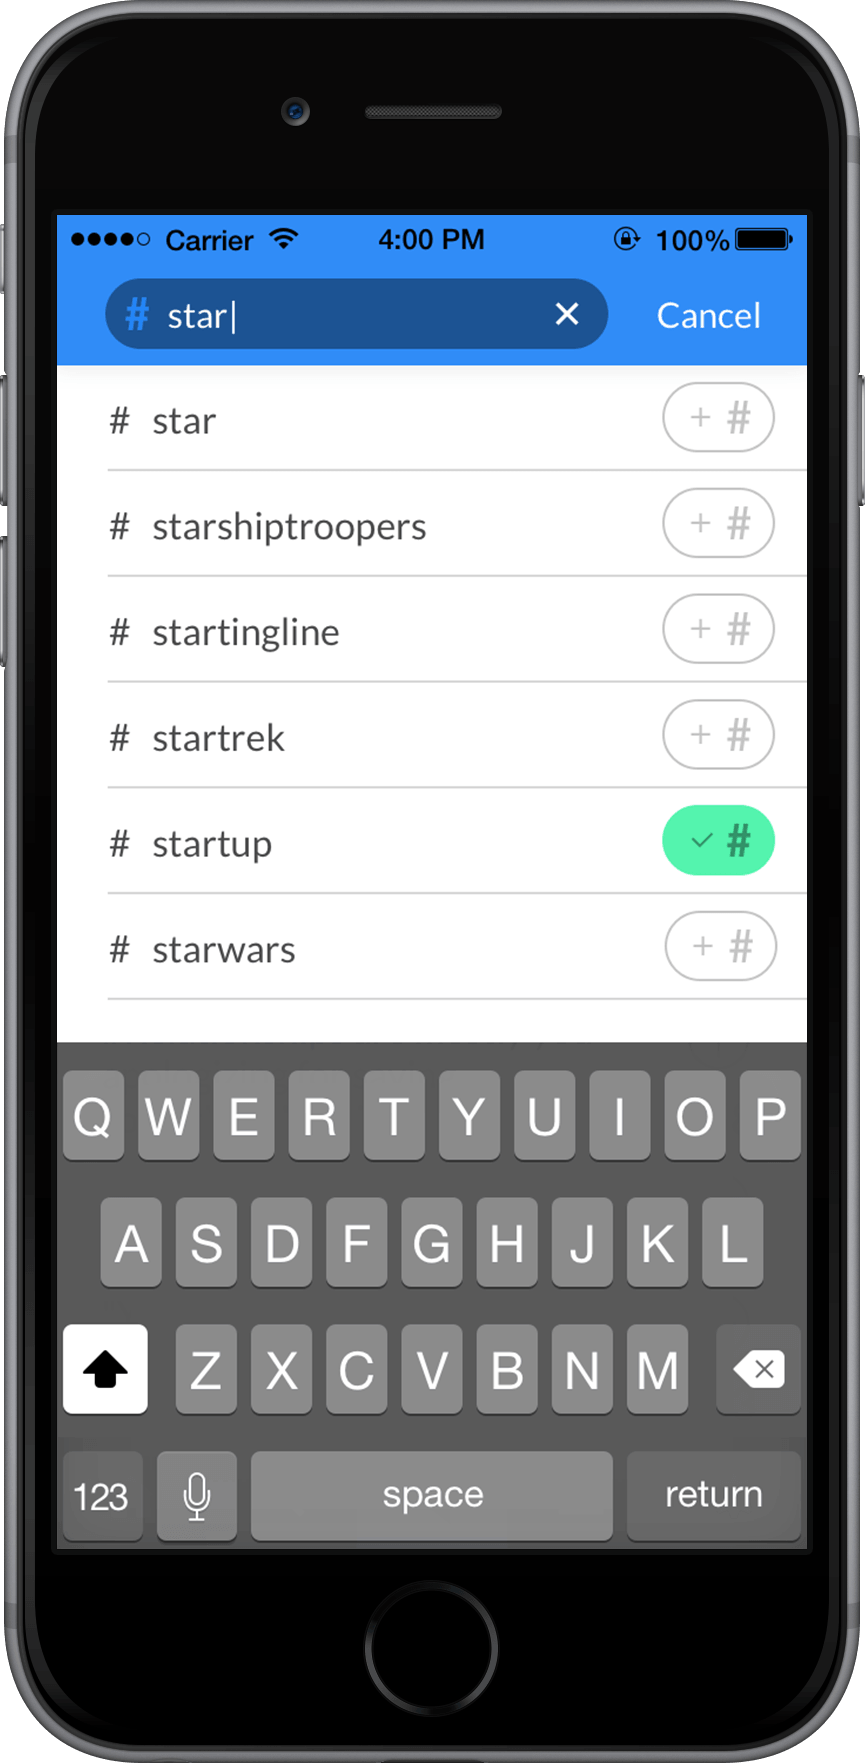 Carrier 4:00 PM 100%
# star Cancel
# star + #
# starshiptroopers + #
# startingline + #
# startrek + #
# startup ✓ #
# starwars + #
Q W E R T Y U I O P
A S D F G H J K L
Z X C V B N M
123 space return